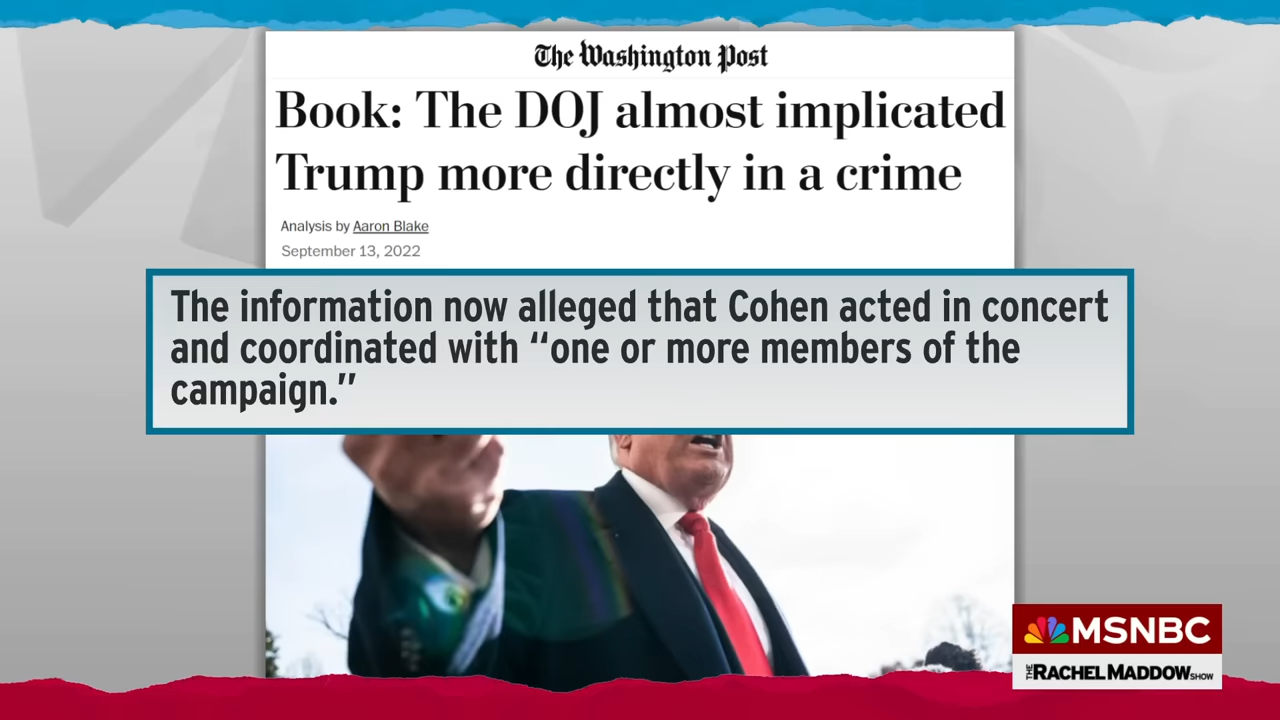 The Washington Post
Book: The DOJ almost implicated
Trump more directly in a crime
Analysis by Aaron Blake
September 13, 2022
The information now alleged that Cohen acted in concert
and coordinated with “one or more members of the
campaign.”
MSNBC
THE RACHEL MADDOW SHOW